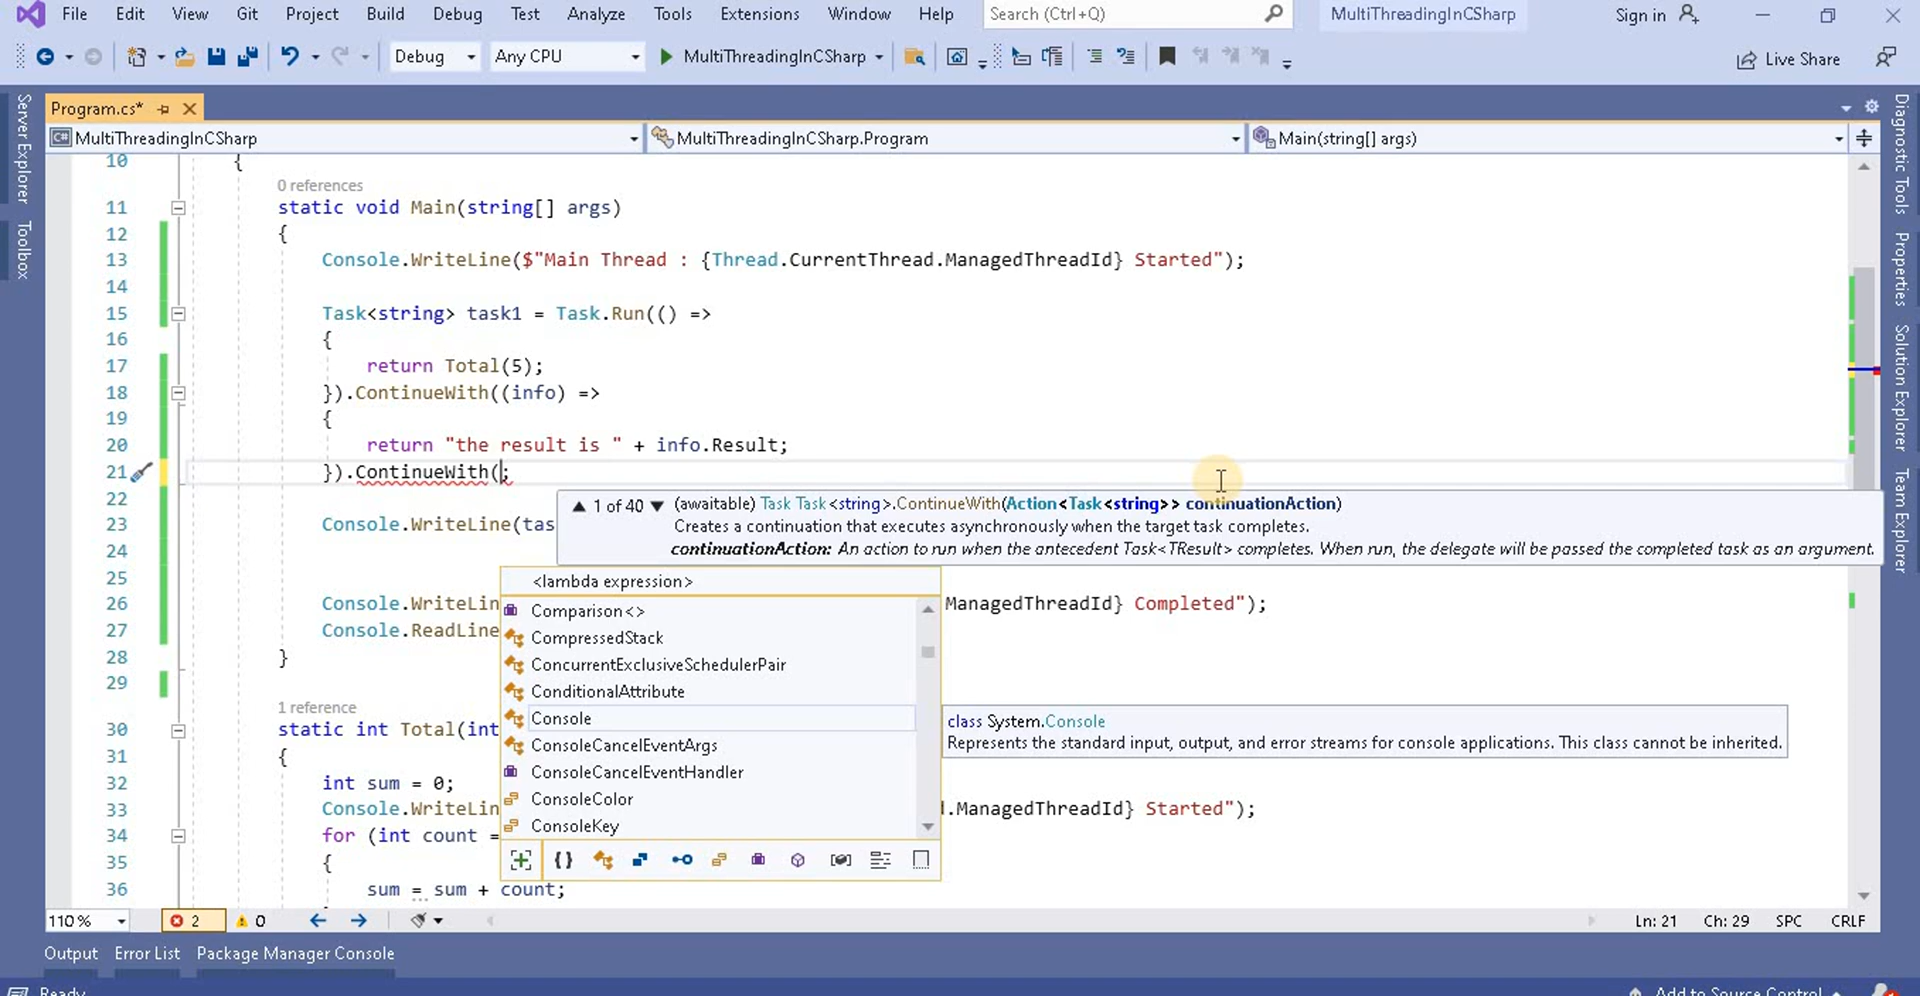 File Edit View Git Project Build Debug Test Analyze Tools Extensions Window Help Search (Ctrl+Q) MultiThreadingInCSharp Sign in
Debug Any CPU MultiThreadingInCSharp Live Share
Program.cs*
MultiThreadingInCSharp MultiThreadingInCSharp.Program Main(string[] args)
Server Explorer
Toolbox
Diagnostic Tools
Properties
Solution Explorer
Team Explorer
10 {
0 references
11 static void Main(string[] args)
12 {
13 Console.WriteLine($"Main Thread : {Thread.CurrentThread.ManagedThreadId} Started");
14
15 Task<string> task1 = Task.Run(() =>
16 {
17 return Total(5);
18 }).ContinueWith((info) =>
19 {
20 return "the result is " + info.Result;
21 }).ContinueWith(;
22
1 of 40 (awaitable) Task Task<string>.ContinueWith(Action<Task<string>> continuationAction)
Creates a continuation that executes asynchronously when the target task completes.
continuationAction: An action to run when the antecedent Task<TResult> completes. When run, the delegate will be passed the completed task as an argument.
23 Console.WriteLine(tas
24
25
26 Console.WriteLin ManagedThreadId} Completed");
27 Console.ReadLine
28 }
29
<lambda expression>
Comparison<>
CompressedStack
ConcurrentExclusiveSchedulerPair
ConditionalAttribute
Console
ConsoleCancelEventArgs
ConsoleCancelEventHandler
ConsoleColor
ConsoleKey
class System.Console
Represents the standard input, output, and error streams for console applications. This class cannot be inherited.
1 reference
30 static int Total(int
31 {
32 int sum = 0;
33 Console.WriteLin d.ManagedThreadId} Started");
34 for (int count =
35 {
36 sum = sum + count;
110 % 2 0 Ln: 21 Ch: 29 SPC CRLF
Output Error List Package Manager Console
Ready Add to Source Control